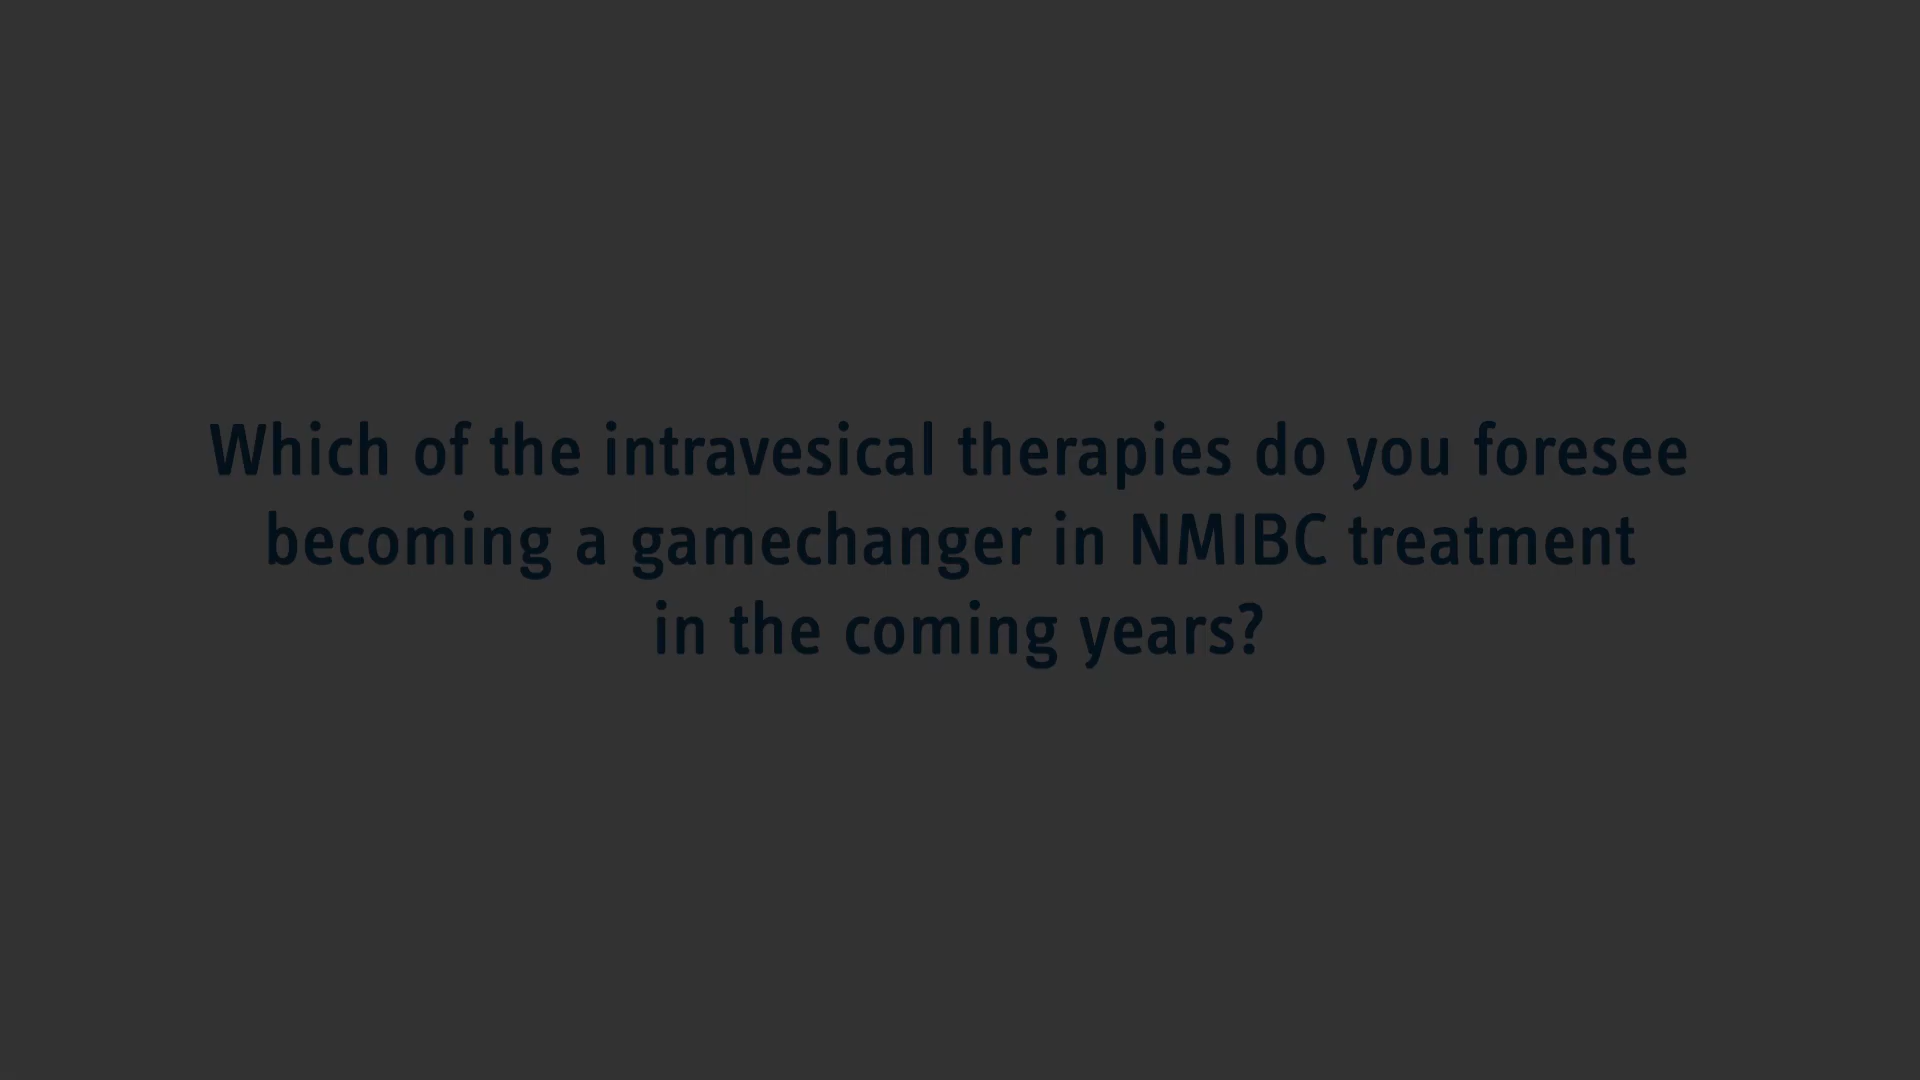 Which of the intravesical therapies do you foresee
becoming a gamechanger in NMIBC treatment
in the coming years?